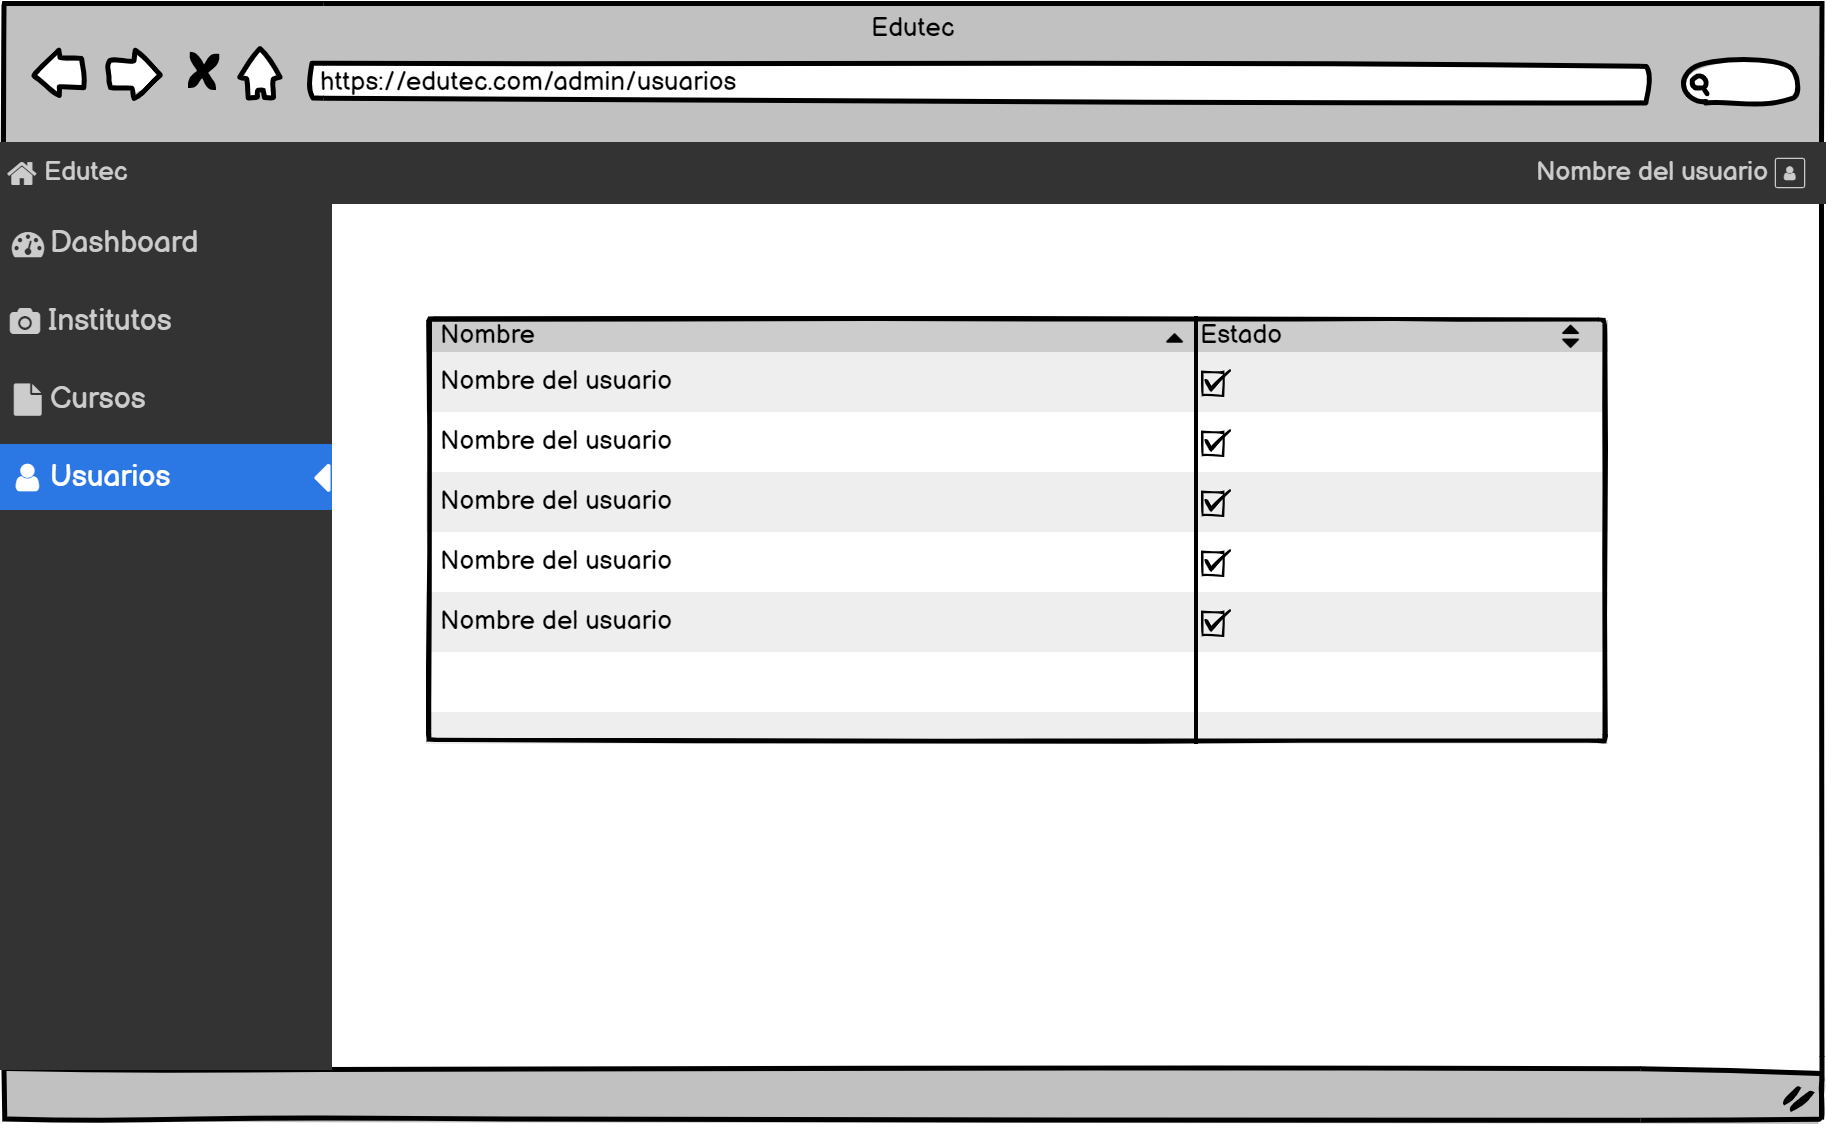 Edutec
https://edutec.com/admin/usuarios
Edutec
Nombre del usuario
Dashboard
Institutos
Cursos
Usuarios
Nombre Estado
Nombre del usuario
Nombre del usuario
Nombre del usuario
Nombre del usuario
Nombre del usuario